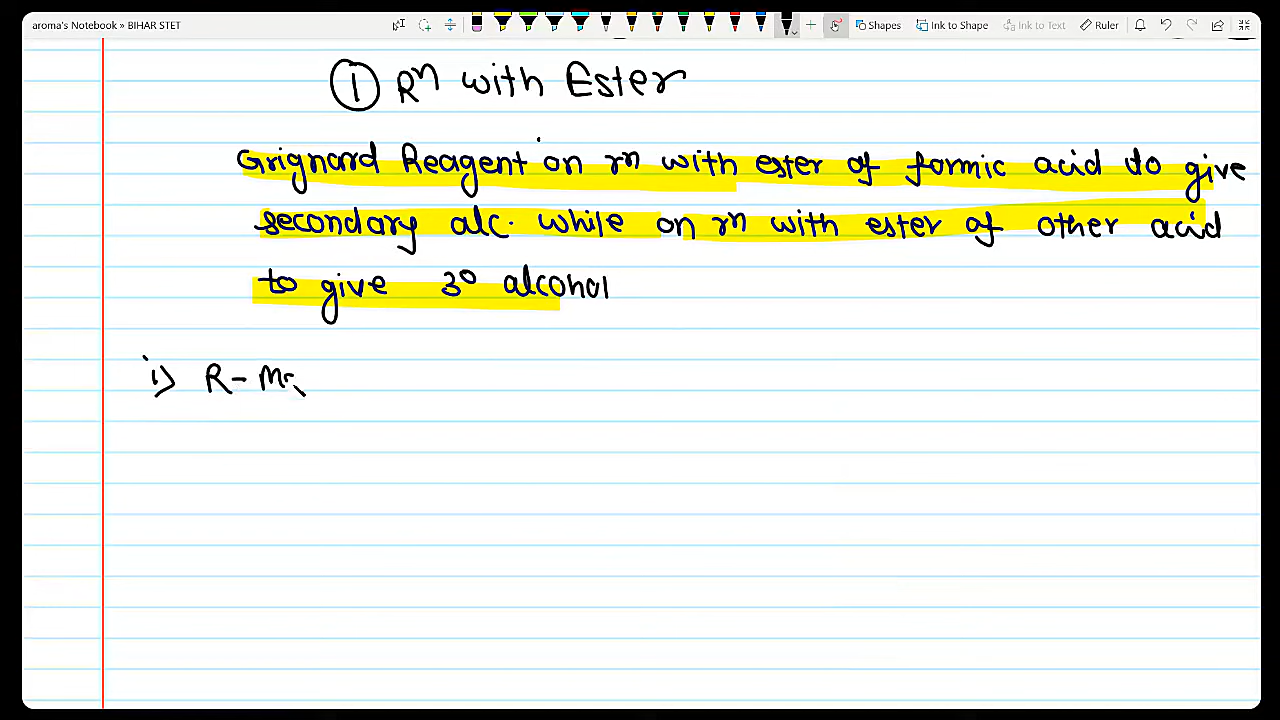 aroma's Notebook » BIHAR STET
Shapes
Ink to Shape
Ink to Text
Ruler
① Rⁿ with Ester
Grignard Reagent on rⁿ with ester of formic acid to give
secondary alc. while on rⁿ with ester of other acid
to give 3° alcohol
i) R-M